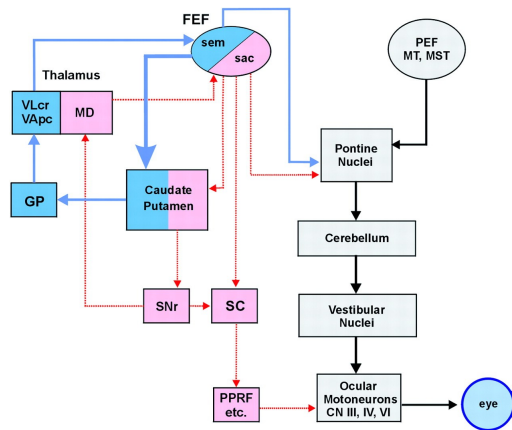 FEF
sem
sac
PEF
MT, MST
Thalamus
VLcr
VApc
MD
Pontine
Nuclei
Caudate
Putamen
GP
Cerebellum
SNr
SC
Vestibular
Nuclei
PPRF
etc.
Ocular
Motoneurons
CN III, IV, VI
eye